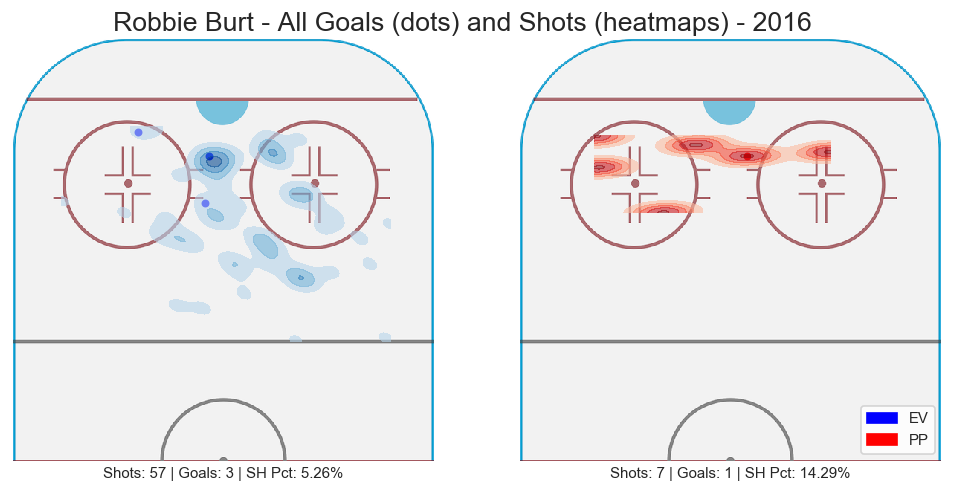 Robbie Burt - All Goals (dots) and Shots (heatmaps) - 2016
EV
PP
Shots: 57 | Goals: 3 | SH Pct: 5.26%
Shots: 7 | Goals: 1 | SH Pct: 14.29%